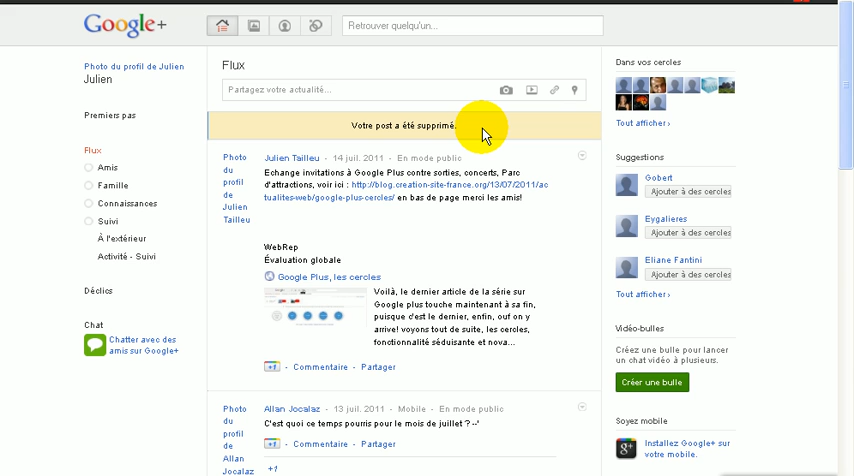 Google+
Retrouver quelqu'un...
Photo du profil de Julien
Julien
Premiers pas
Flux
Amis
Famille
Connaissances
Suivi
À l'extérieur
Activité - Suivi
Déclics
Chat
Chatter avec des
amis sur Google+
Flux
Partagez votre actualité...
Votre post a été supprimé.
Photo
du
profil
de
Julien
Tailleu
Julien Tailleu - 14 juil. 2011 - En mode public
Echange invitations à Google Plus contre sorties, concerts, Parc
d'attractions, voir ici : http://blog.creation-site-france.org/13/07/2011/ac
tualites-web/google-plus-cercles/ en bas de page merci les amis!
WebRep
Évaluation globale
Google Plus, les cercles
Voilà, le dernier article de la série sur
Google plus touche maintenant à sa fin,
puisque c'est le dernier, enfin, ouf on y
arrive! voyons tout de suite, les cercles,
fonctionnalité séduisante et nova...
+1 - Commentaire - Partager
Photo
du
profil
de
Allan
Jocalaz
Allan Jocalaz - 13 juil. 2011 - Mobile - En mode public
C'est quoi ce temps pourris pour le mois de juillet ? --'
+1 - Commentaire - Partager
+1
Dans vos cercles
Tout afficher ›
Suggestions
Gobert
Ajouter à des cercles
Eygalieres
Ajouter à des cercles
Eliane Fantini
Ajouter à des cercles
Tout afficher ›
Vidéo-bulles
Créez une bulle pour lancer
un chat vidéo à plusieurs.
Créer une bulle
Soyez mobile
g+
Installez Google+ sur
votre mobile.